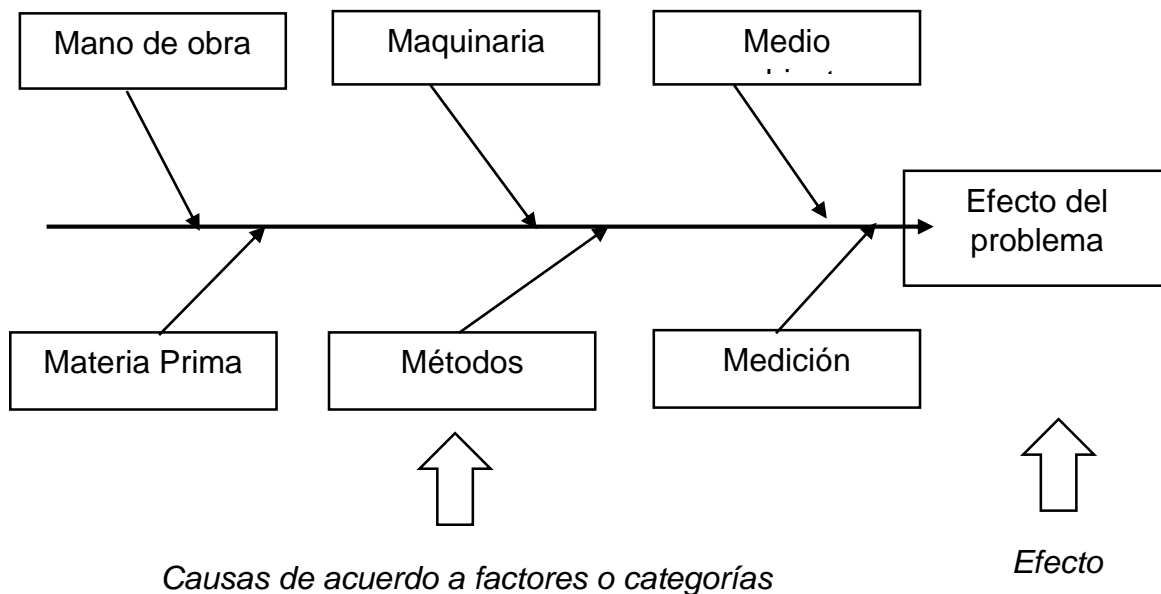 Mano de obra
Maquinaria
Medio
Efecto del
problema
Materia Prima
Métodos
Medición
Efecto
Causas de acuerdo a factores o categorías